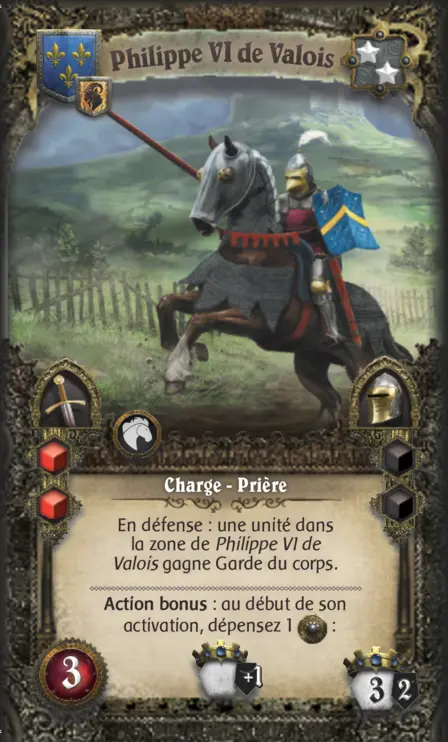 Philippe VI de Valois
Charge - Prière
En défense : une unité dans
la zone de Philippe VI de
Valois gagne Garde du corps.
Action bonus : au début de son
activation, dépensez 1 :
3
+1
3 2